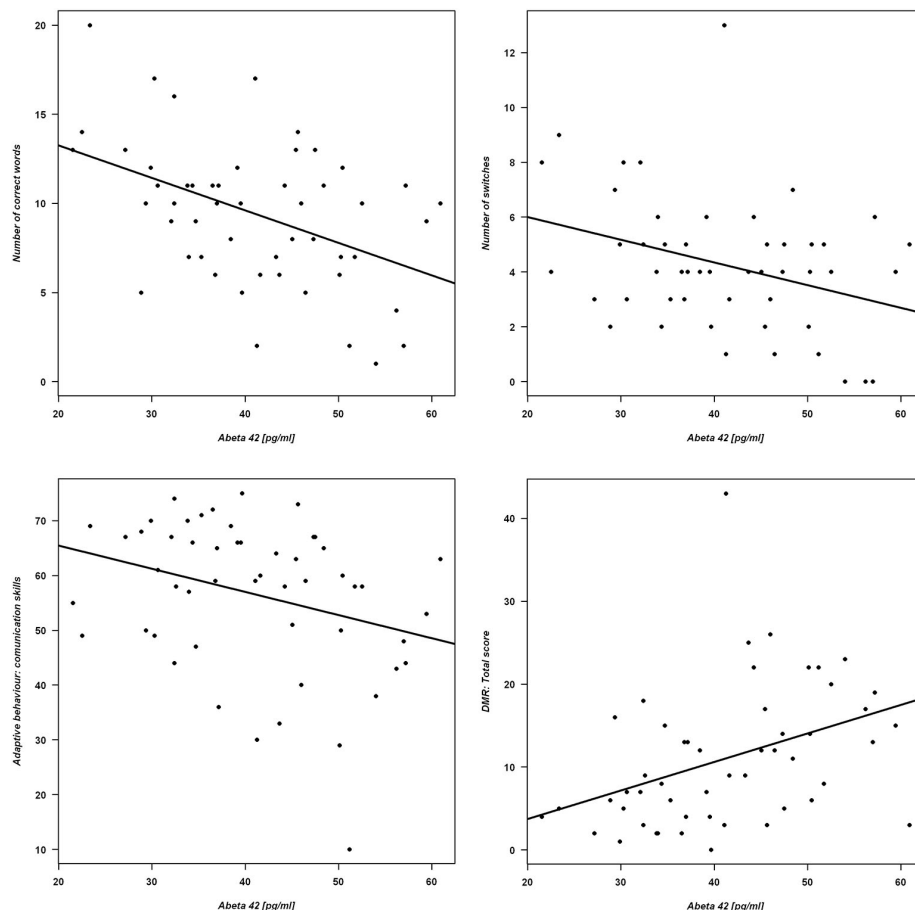 20
15
10
5
0
Number of correct words
20 30 40 50 60
Abeta 42 [pg/ml]
12
10
8
6
4
2
0
Number of switches
20 30 40 50 60
Abeta 42 [pg/ml]
70
60
50
40
30
20
10
Adaptive behaviour: comunication skills
20 30 40 50 60
Abeta 42 [pg/ml]
40
30
20
10
0
DMR: Total score
20 30 40 50 60
Abeta 42 [pg/ml]